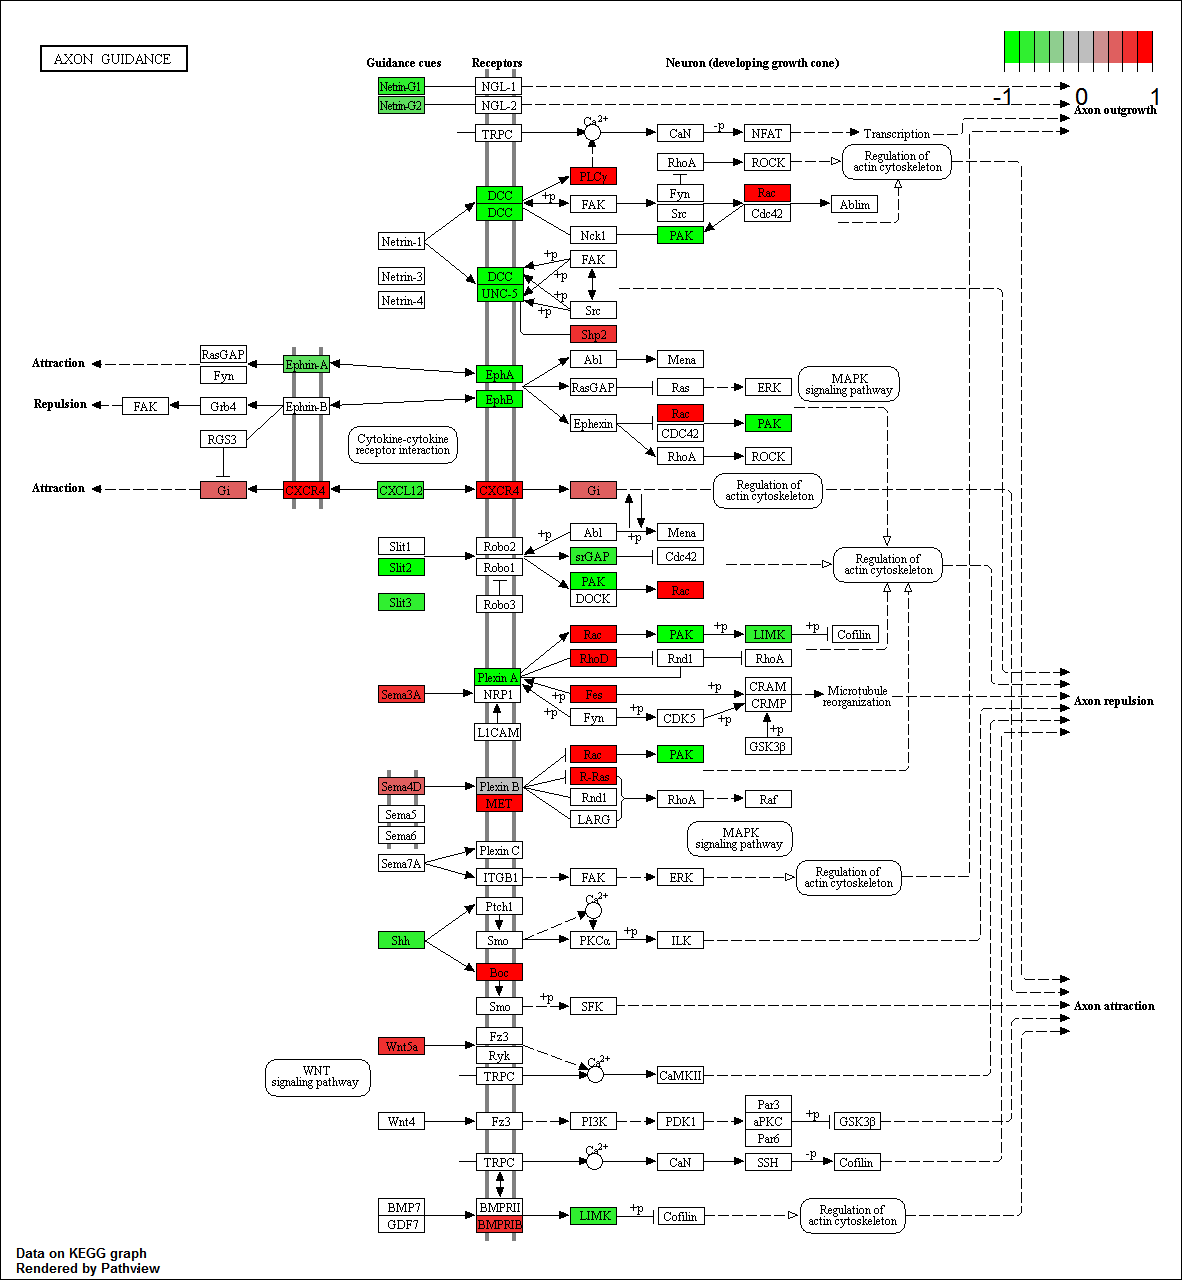 AXON GUIDANCE
Guidance cues
Receptors
Neuron (developing growth cone)
-1
0
1
Netrin-G1
NGL-1
Netrin-G2
NGL-2
Axon outgrowth
TRPC
Ca2+
CaN
-p
NFAT
Transcription
RhoA
ROCK
Regulation of
actin cytoskeleton
PLCγ
DCC
+p
FAK
Fyn
Rac
DCC
Src
Cdc42
Ablim
Nck1
PAK
Netrin-1
+p
FAK
Netrin-3
DCC
+p
UNC-5
+p
Netrin-4
+p
Src
Shp2
RasGAP
Abl
Mena
Attraction
Ephrin-A
Fyn
EphA
MAPK
signaling pathway
RasGAP
Ras
ERK
EphB
Repulsion
FAK
Grb4
Ephrin-B
Rac
Ephexin
PAK
CDC42
RGS3
Cytokine-cytokine
receptor interaction
RhoA
ROCK
Attraction
Gi
CXCR4
CXCL12
CXCR4
Gi
Regulation of
actin cytoskeleton
+p
Abl
+p
Mena
Slit1
Robo2
srGAP
Cdc42
Slit2
Robo1
Regulation of
actin cytoskeleton
PAK
DOCK
Rac
Slit3
Robo3
Rac
+p
PAK
+p
LIMK
+p
Cofilin
RhoD
Rnd1
RhoA
Plexin A
Sema3A
NRP1
+p
Fes
+p
CRAM
CRMP
Microtubule
reorganization
Axon repulsion
+p
Fyn
CDK5
+p
L1CAM
+p
GSK3β
Rac
PAK
Sema4D
Plexin B
R-Ras
MET
Rnd1
RhoA
Raf
Sema5
LARG
Sema6
MAPK
signaling pathway
Sema7A
Plexin C
ITGB1
FAK
ERK
Regulation of
actin cytoskeleton
Ptch1
Ca2+
Shh
Smo
PKCα
+p
ILK
Boc
Smo
+p
SFK
Axon attraction
Wnt5a
Fz3
Ryk
WNT
signaling pathway
TRPC
Ca2+
CaMKII
Wnt4
Fz3
PI3K
PDK1
Par3
aPKC
Par6
+p
GSK3β
TRPC
Ca2+
CaN
SSH
-p
Cofilin
BMP7
GDF7
BMPRII
BMPRIB
LIMK
+p
Cofilin
Regulation of
actin cytoskeleton
Data on KEGG graph
Rendered by Pathview